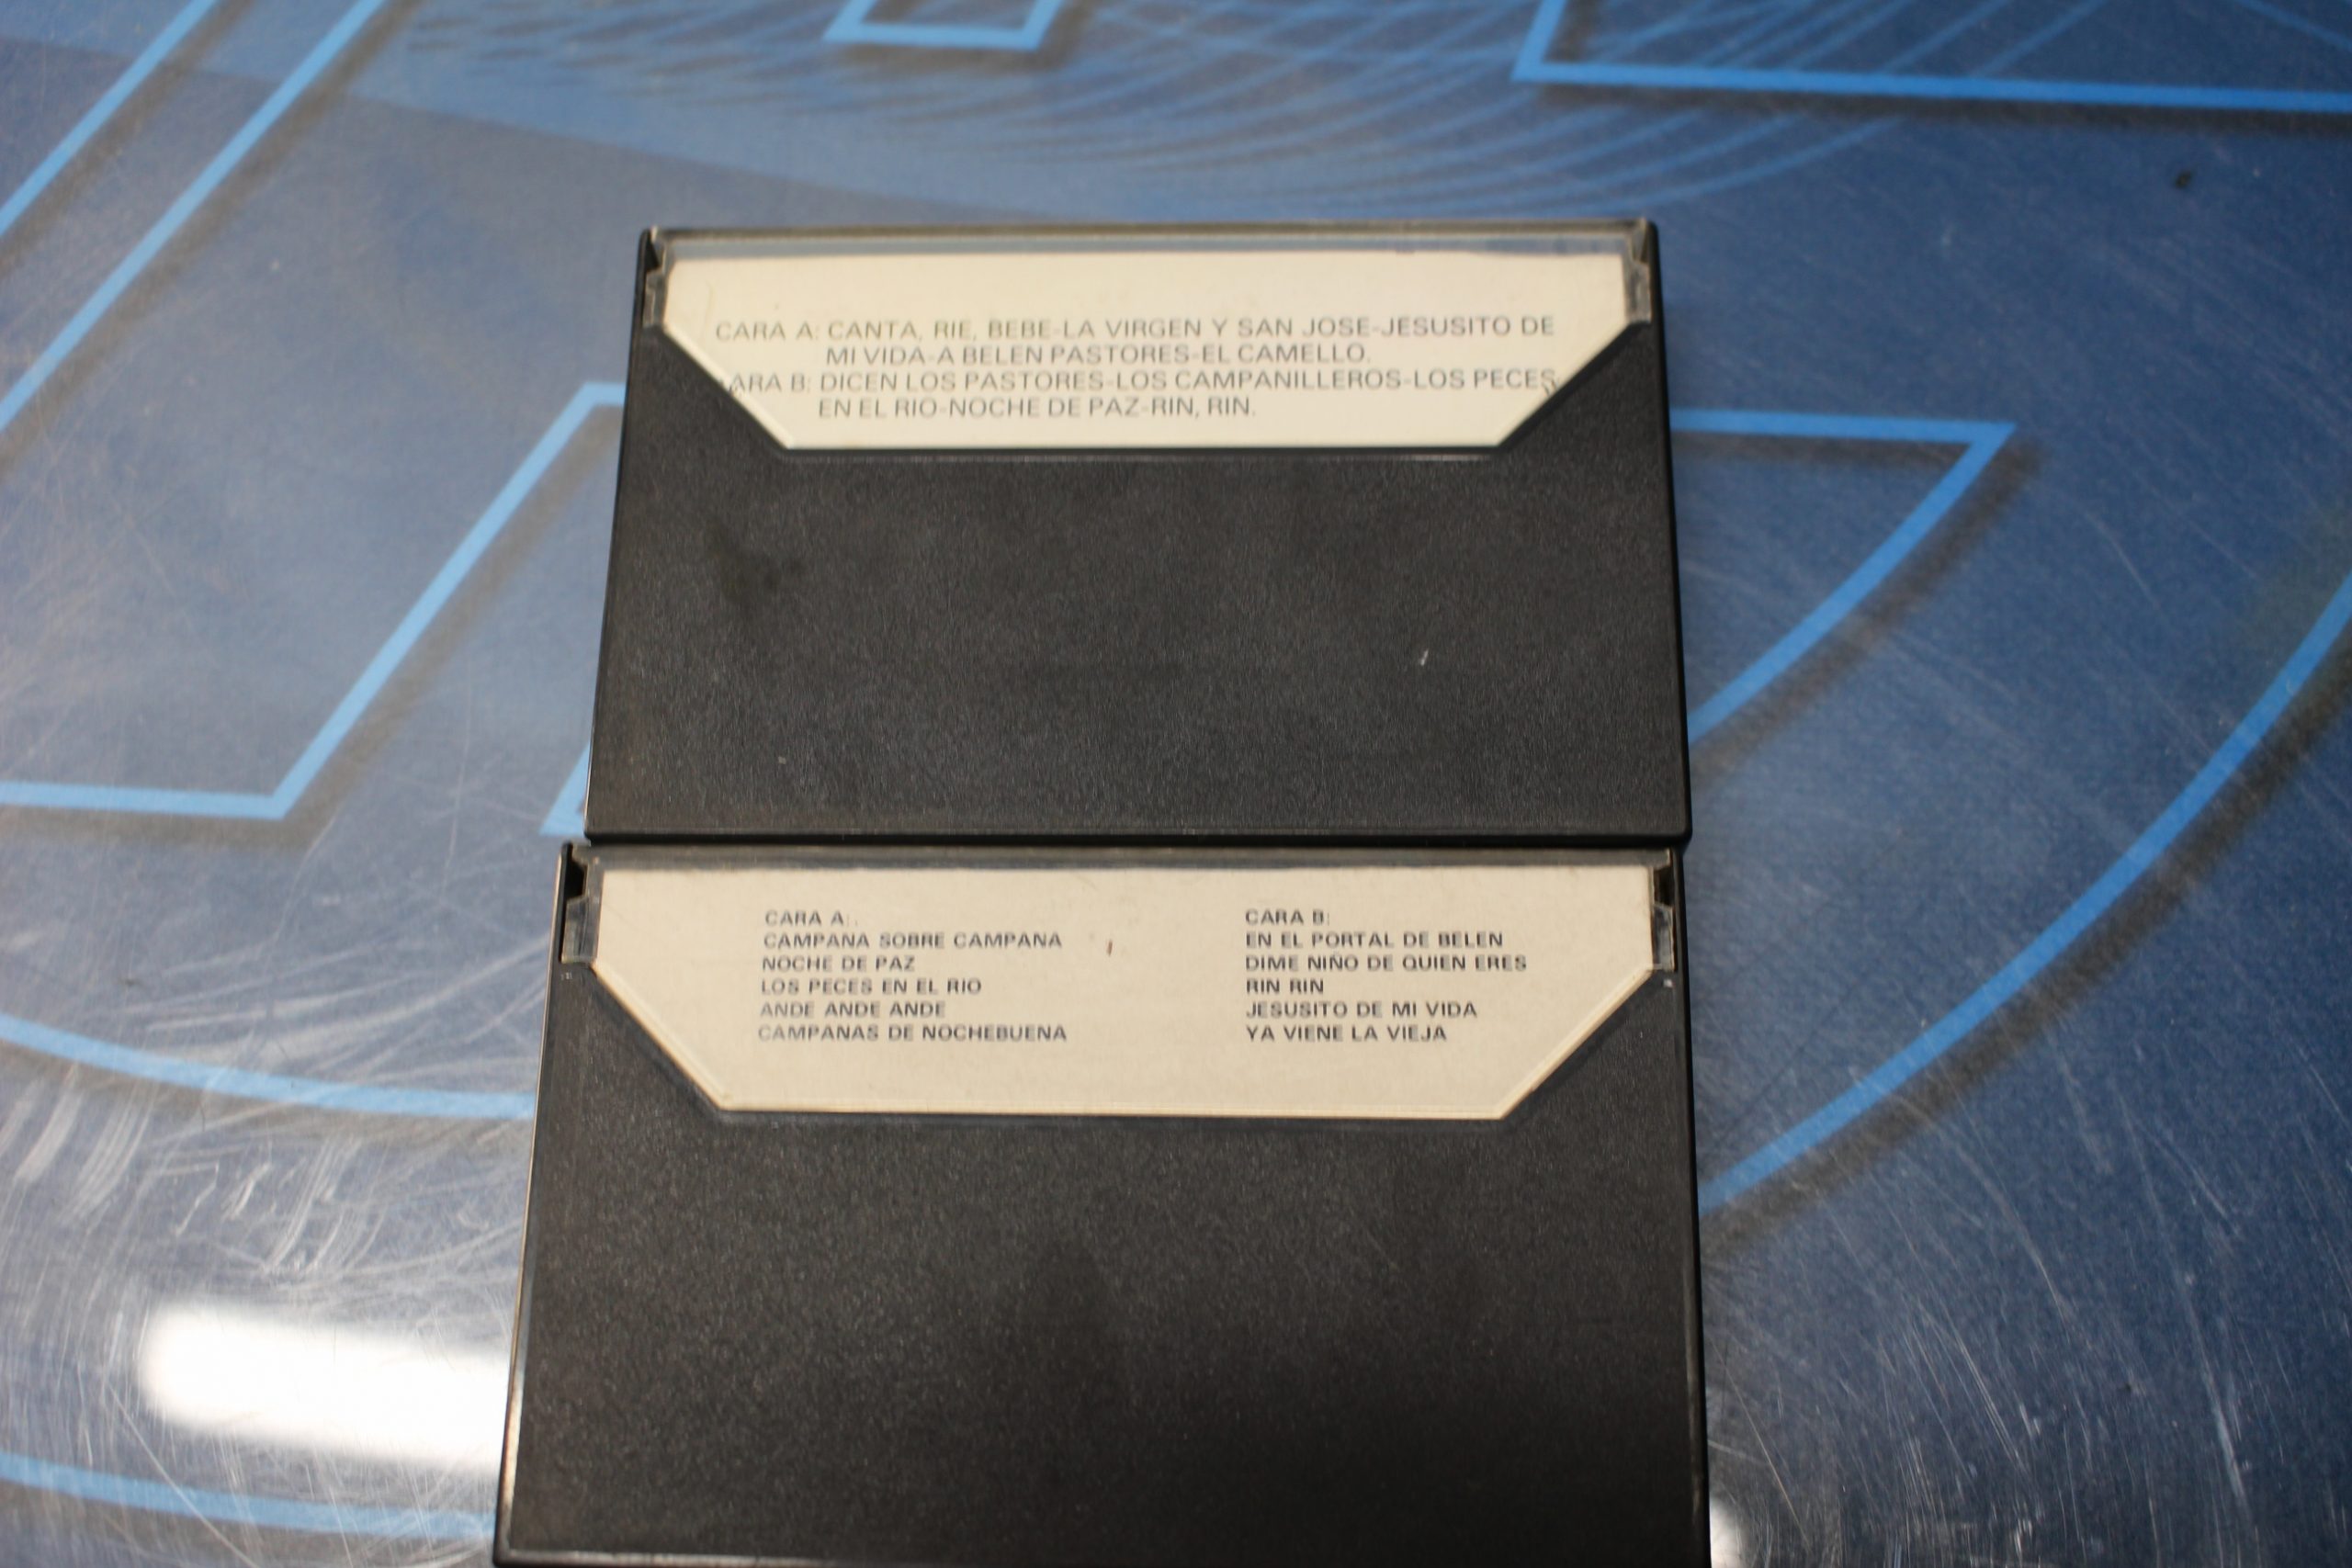 CARA A: CANTA, RIE, BEBE-LA VIRGEN Y SAN JOSE-JESUSITO DE
MI VIDA-A BELEN PASTORES-EL CAMELLO.
ARA B: DICEN LOS PASTORES-LOS CAMPANILLEROS-LOS PECES
EN EL RIO-NOCHE DE PAZ-RIN, RIN.
CARA A:
CAMPANA SOBRE CAMPANA
NOCHE DE PAZ
LOS PECES EN EL RIO
ANDE ANDE ANDE
CAMPANAS DE NOCHEBUENA
CARA B:
EN EL PORTAL DE BELEN
DIME NIÑO DE QUIEN ERES
RIN RIN
JESUSITO DE MI VIDA
YA VIENE LA VIEJA